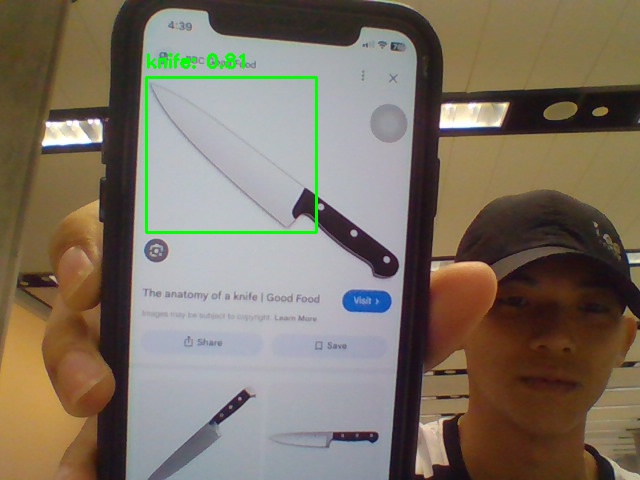 4:39
knife: 0.81
The anatomy of a knife | Good Food
Visit >
Images may be subject to copyright. Learn More
Share
Save